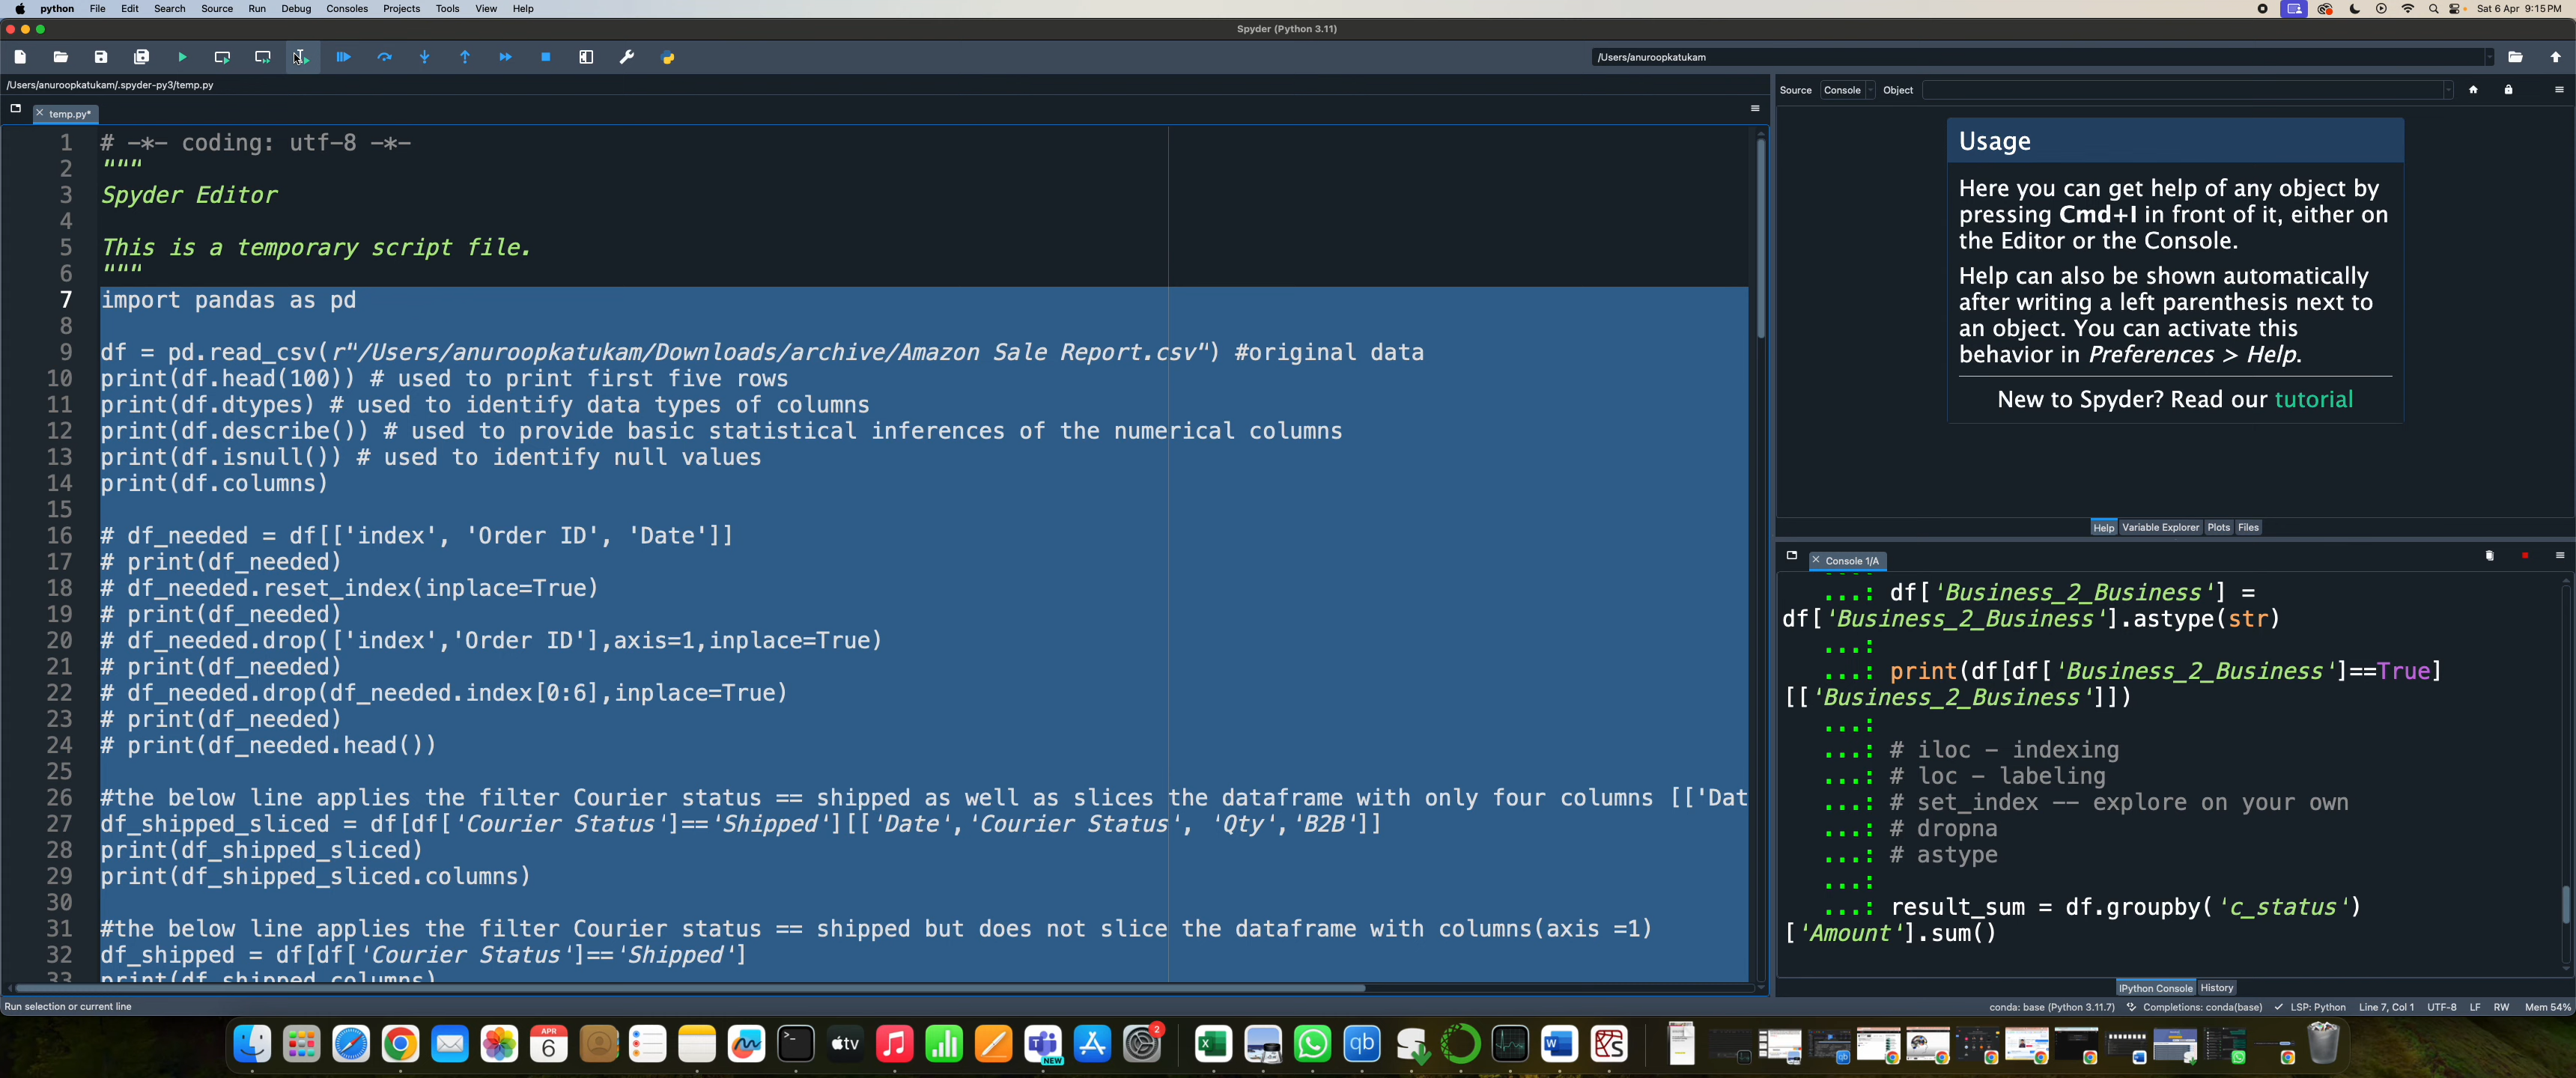 python File Edit Search Source Run Debug Consoles Projects Tools View Help
Sat 6 Apr 9:15 PM
Spyder (Python 3.11)
/Users/anuroopkatukam
/Users/anuroopkatukam/.spyder-py3/temp.py
temp.py*
1 # -*- coding: utf-8 -*-
2 """
3 Spyder Editor
4
5 This is a temporary script file.
6 """
7 import pandas as pd
8
9 df = pd.read_csv(r"/Users/anuroopkatukam/Downloads/archive/Amazon Sale Report.csv") #original data
10 print(df.head(100)) # used to print first five rows
11 print(df.dtypes) # used to identify data types of columns
12 print(df.describe()) # used to provide basic statistical inferences of the numerical columns
13 print(df.isnull()) # used to identify null values
14 print(df.columns)
15
16 # df_needed = df[['index', 'Order ID', 'Date']]
17 # print(df_needed)
18 # df_needed.reset_index(inplace=True)
19 # print(df_needed)
20 # df_needed.drop(['index','Order ID'],axis=1,inplace=True)
21 # print(df_needed)
22 # df_needed.drop(df_needed.index[0:6],inplace=True)
23 # print(df_needed)
24 # print(df_needed.head())
25
26 #the below line applies the filter Courier status == shipped as well as slices the dataframe with only four columns [['Dat
27 df_shipped_sliced = df[df['Courier Status']=='Shipped'][['Date','Courier Status', 'Qty','B2B']]
28 print(df_shipped_sliced)
29 print(df_shipped_sliced.columns)
30
31 #the below line applies the filter Courier status == shipped but does not slice the dataframe with columns(axis =1)
32 df_shipped = df[df['Courier Status']=='Shipped']
33 print(df_shipped.columns)
Source Console Object
Usage
Here you can get help of any object by
pressing Cmd+I in front of it, either on
the Editor or the Console.
Help can also be shown automatically
after writing a left parenthesis next to
an object. You can activate this
behavior in Preferences > Help.
New to Spyder? Read our tutorial
Help Variable Explorer Plots Files
Console 1/A
...: df['Business_2_Business'] =
df['Business_2_Business'].astype(str)
...:
...: print(df[df['Business_2_Business']==True]
[['Business_2_Business']])
...:
...: # iloc - indexing
...: # loc - labeling
...: # set_index -- explore on your own
...: # dropna
...: # astype
...:
...: result_sum = df.groupby('c_status')
['Amount'].sum()
IPython Console History
Run selection or current line
conda: base (Python 3.11.7) Completions: conda(base) LSP: Python Line 7, Col 1 UTF-8 LF RW Mem 54%
APR
6
tv
NEW
2
qb